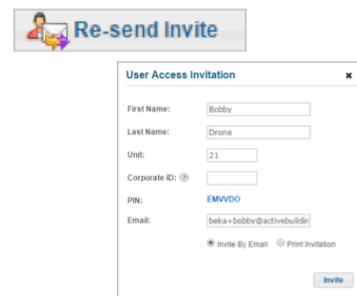 Re-send Invite
User Access Invitation x
First Name: Bobby
Last Name: Drone
Unit: 21
Corporate ID: ?
PIN: EMVVDO
Email: beka+bobby@activebuildin
Invite By Email Print Invitation
Invite